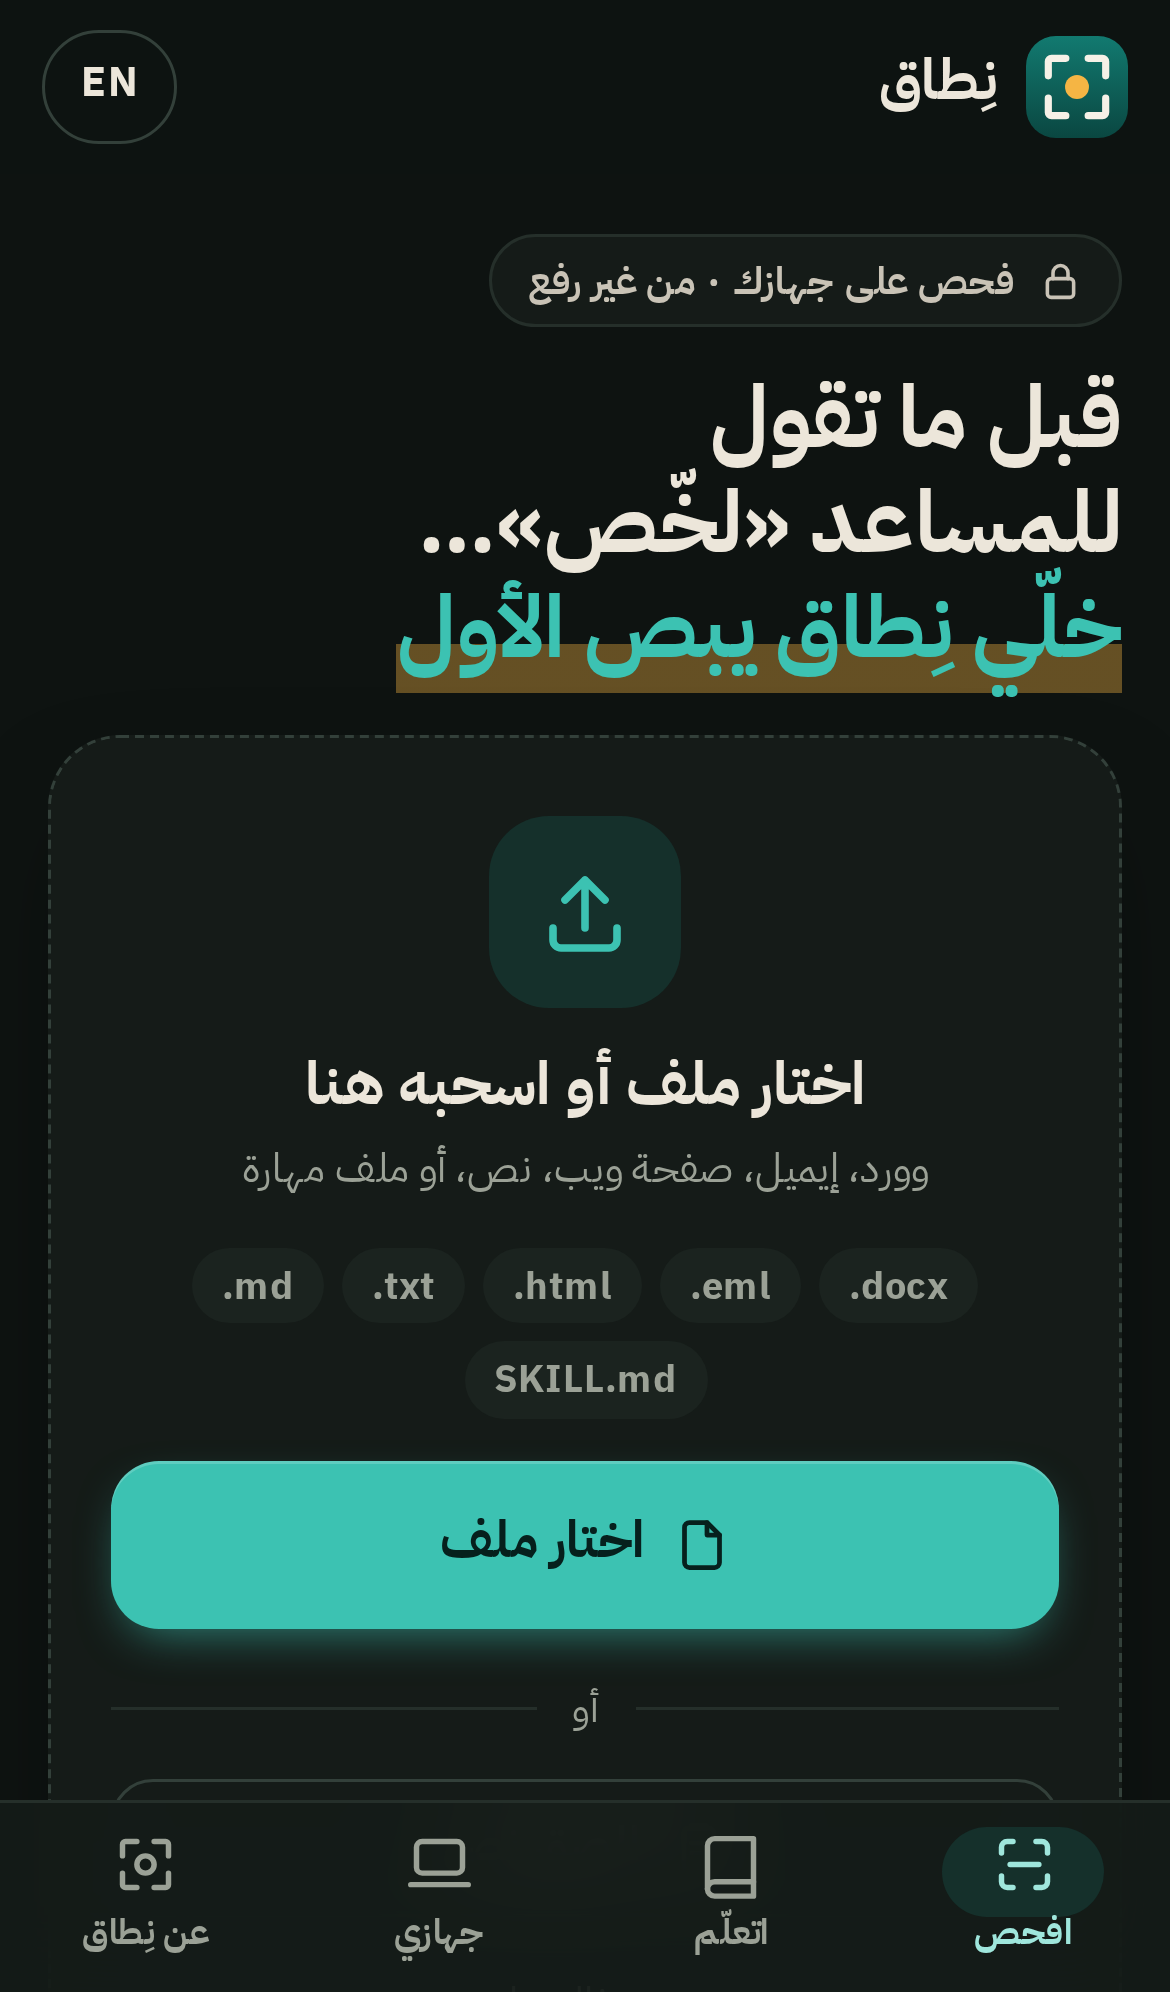 نِطاق
EN
فحص على جهازك · من غير رفع
قبل ما تقول
للمساعد «لخّص»...
خلّي نِطاق يبص الأول
اختار ملف أو اسحبه هنا
وورد، إيميل، صفحة ويب، نص، أو ملف مهارة
.docx .eml .html .txt .md
SKILL.md
اختار ملف
أو
افحص
اتعلّم
جهازي
عن نِطاق